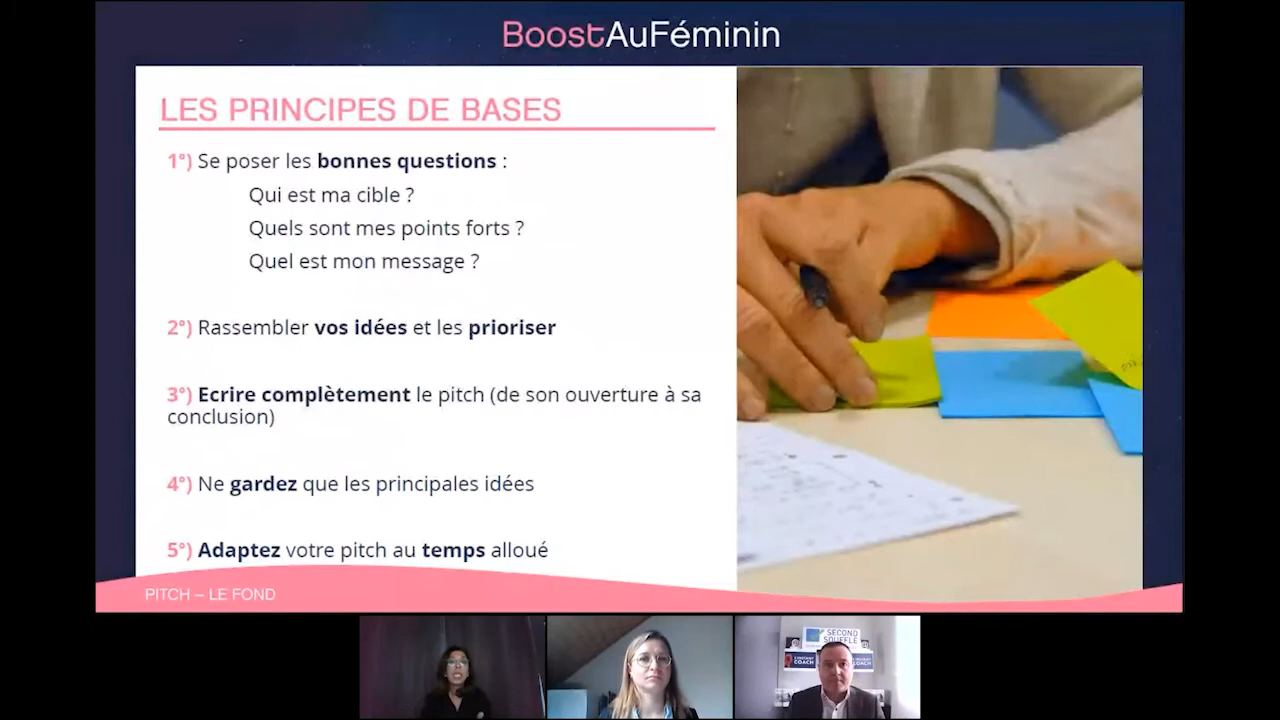 BoostAuFéminin
LES PRINCIPES DE BASES
1°) Se poser les bonnes questions :
Qui est ma cible ?
Quels sont mes points forts ?
Quel est mon message ?
2°) Rassembler vos idées et les prioriser
3°) Ecrire complètement le pitch (de son ouverture à sa
conclusion)
4°) Ne gardez que les principales idées
5°) Adaptez votre pitch au temps alloué
PITCH – LE FOND
SECOND
SOUFFLE
COACH
COACH